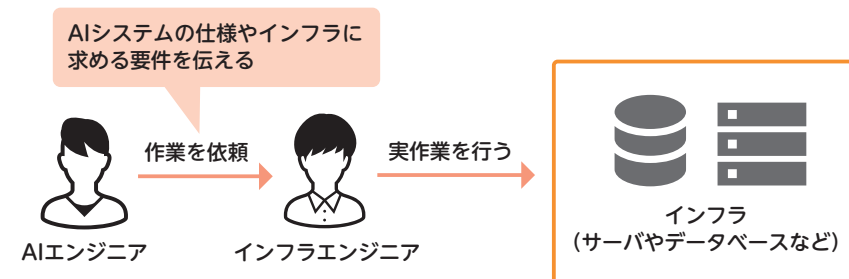 AIシステムの仕様やインフラに
求める要件を伝える
作業を依頼
実作業を行う
AIエンジニア
インフラエンジニア
インフラ
（サーバやデータベースなど）